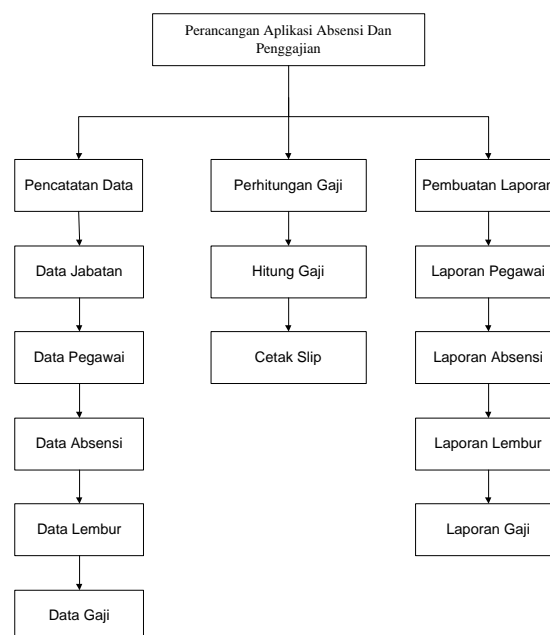 Perancangan Aplikasi Absensi Dan
Penggajian
Pencatatan Data
Perhitungan Gaji
Pembuatan Laporan
Data Jabatan
Hitung Gaji
Laporan Pegawai
Data Pegawai
Cetak Slip
Laporan Absensi
Data Absensi
Laporan Lembur
Data Lembur
Laporan Gaji
Data Gaji